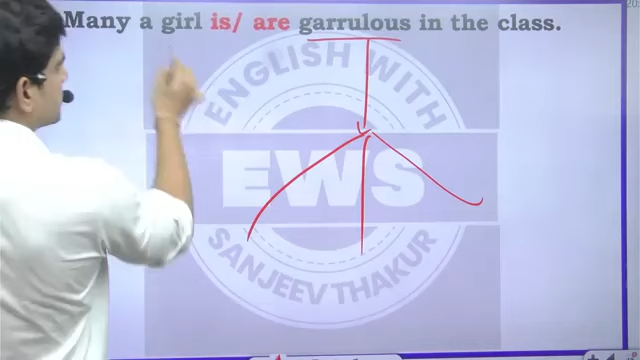 Many a girl is/ are garrulous in the class.
ENGLISH WITH
EWS
SANJEEV THAKUR